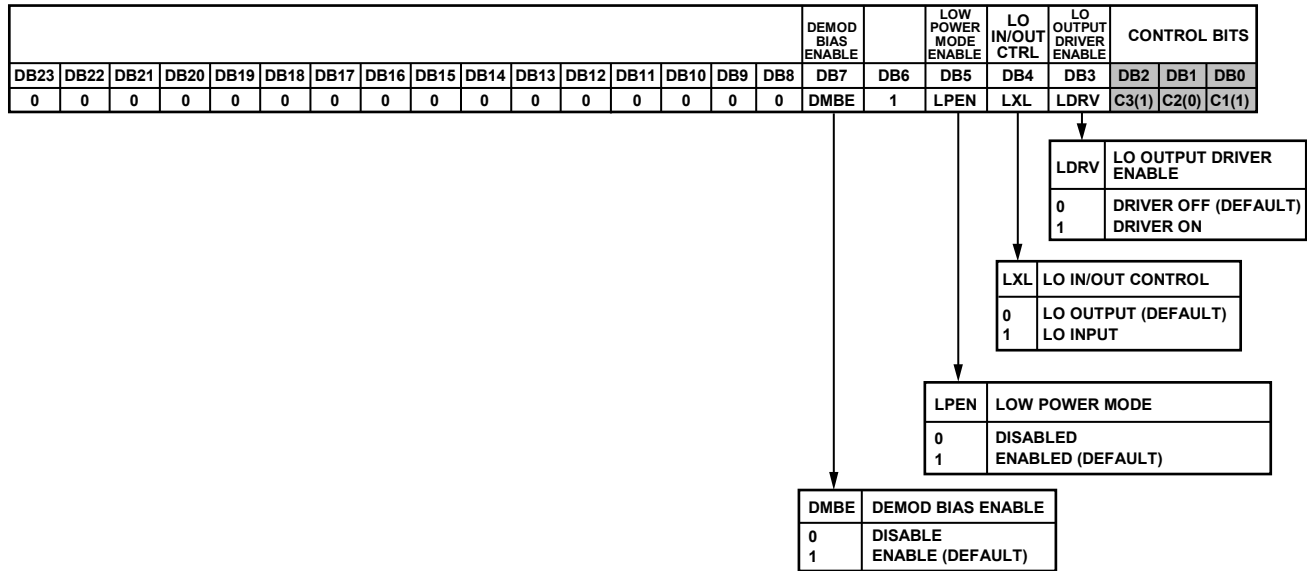 DEMOD BIAS ENABLE
LOW POWER MODE ENABLE
LO IN/OUT CTRL
LO OUTPUT DRIVER ENABLE
CONTROL BITS
DB23 DB22 DB21 DB20 DB19 DB18 DB17 DB16 DB15 DB14 DB13 DB12 DB11 DB10 DB9 DB8 DB7 DB6 DB5 DB4 DB3 DB2 DB1 DB0
0 0 0 0 0 0 0 0 0 0 0 0 0 0 0 0 DMBE 1 LPEN LXL LDRV C3(1) C2(0) C1(1)
LDRV LO OUTPUT DRIVER
ENABLE
0 DRIVER OFF (DEFAULT)
1 DRIVER ON
LXL LO IN/OUT CONTROL
0 LO OUTPUT (DEFAULT)
1 LO INPUT
LPEN LOW POWER MODE
0 DISABLED
1 ENABLED (DEFAULT)
DMBE DEMOD BIAS ENABLE
0 DISABLE
1 ENABLE (DEFAULT)